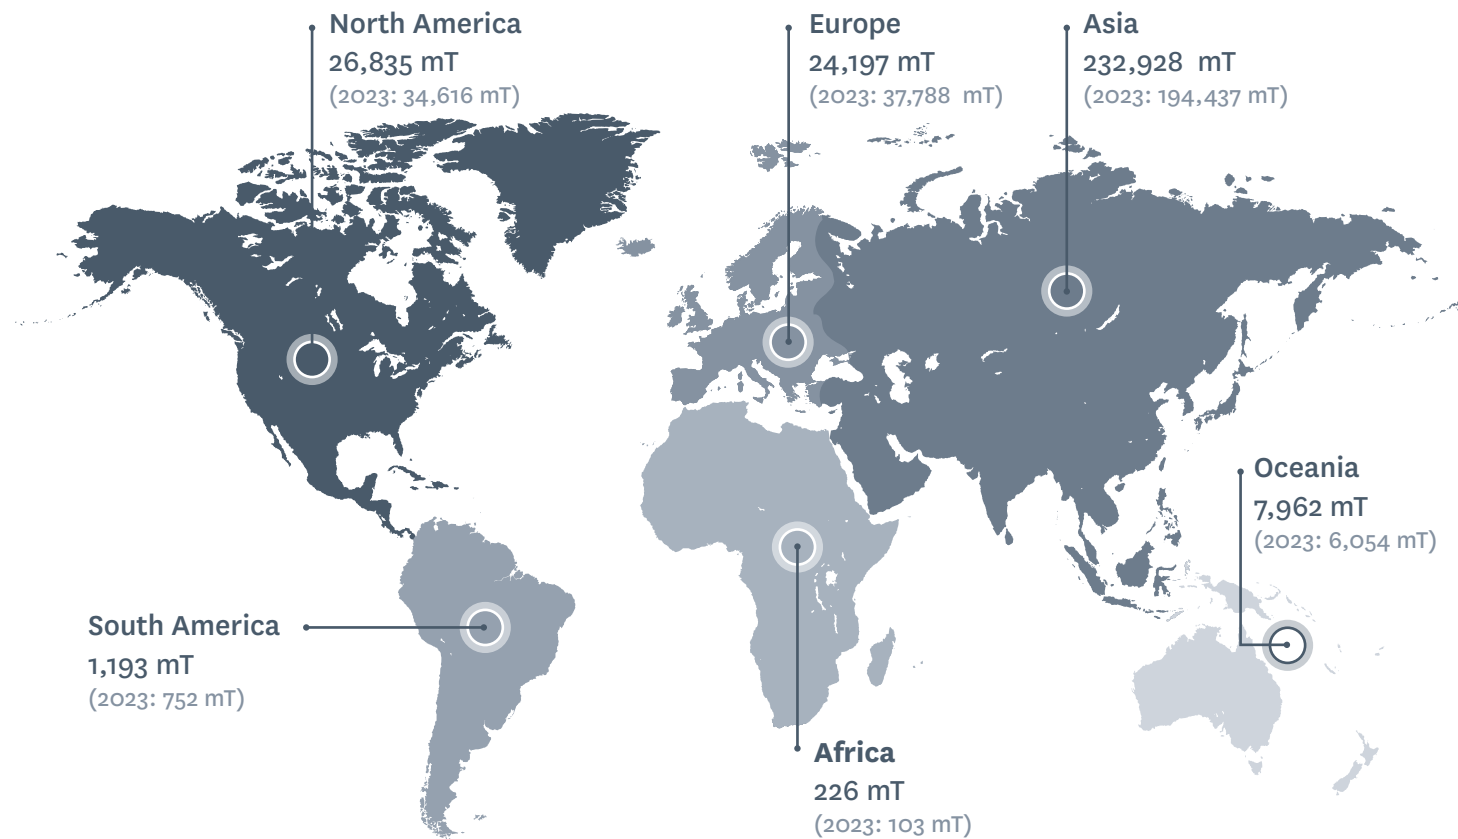 North America
26,835 mT
(2023: 34,616 mT)
Europe
24,197 mT
(2023: 37,788 mT)
Asia
232,928 mT
(2023: 194,437 mT)
Oceania
7,962 mT
(2023: 6,054 mT)
South America
1,193 mT
(2023: 752 mT)
Africa
226 mT
(2023: 103 mT)